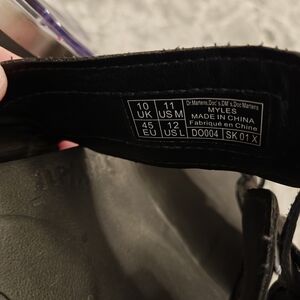 10 UK 11 US M
45 EU 12 US L
Dr.Martens,Doc's,DM's,Doc Martens
MYLES
MADE IN CHINA
Fabriqué en Chine
DO004 SK 01 X